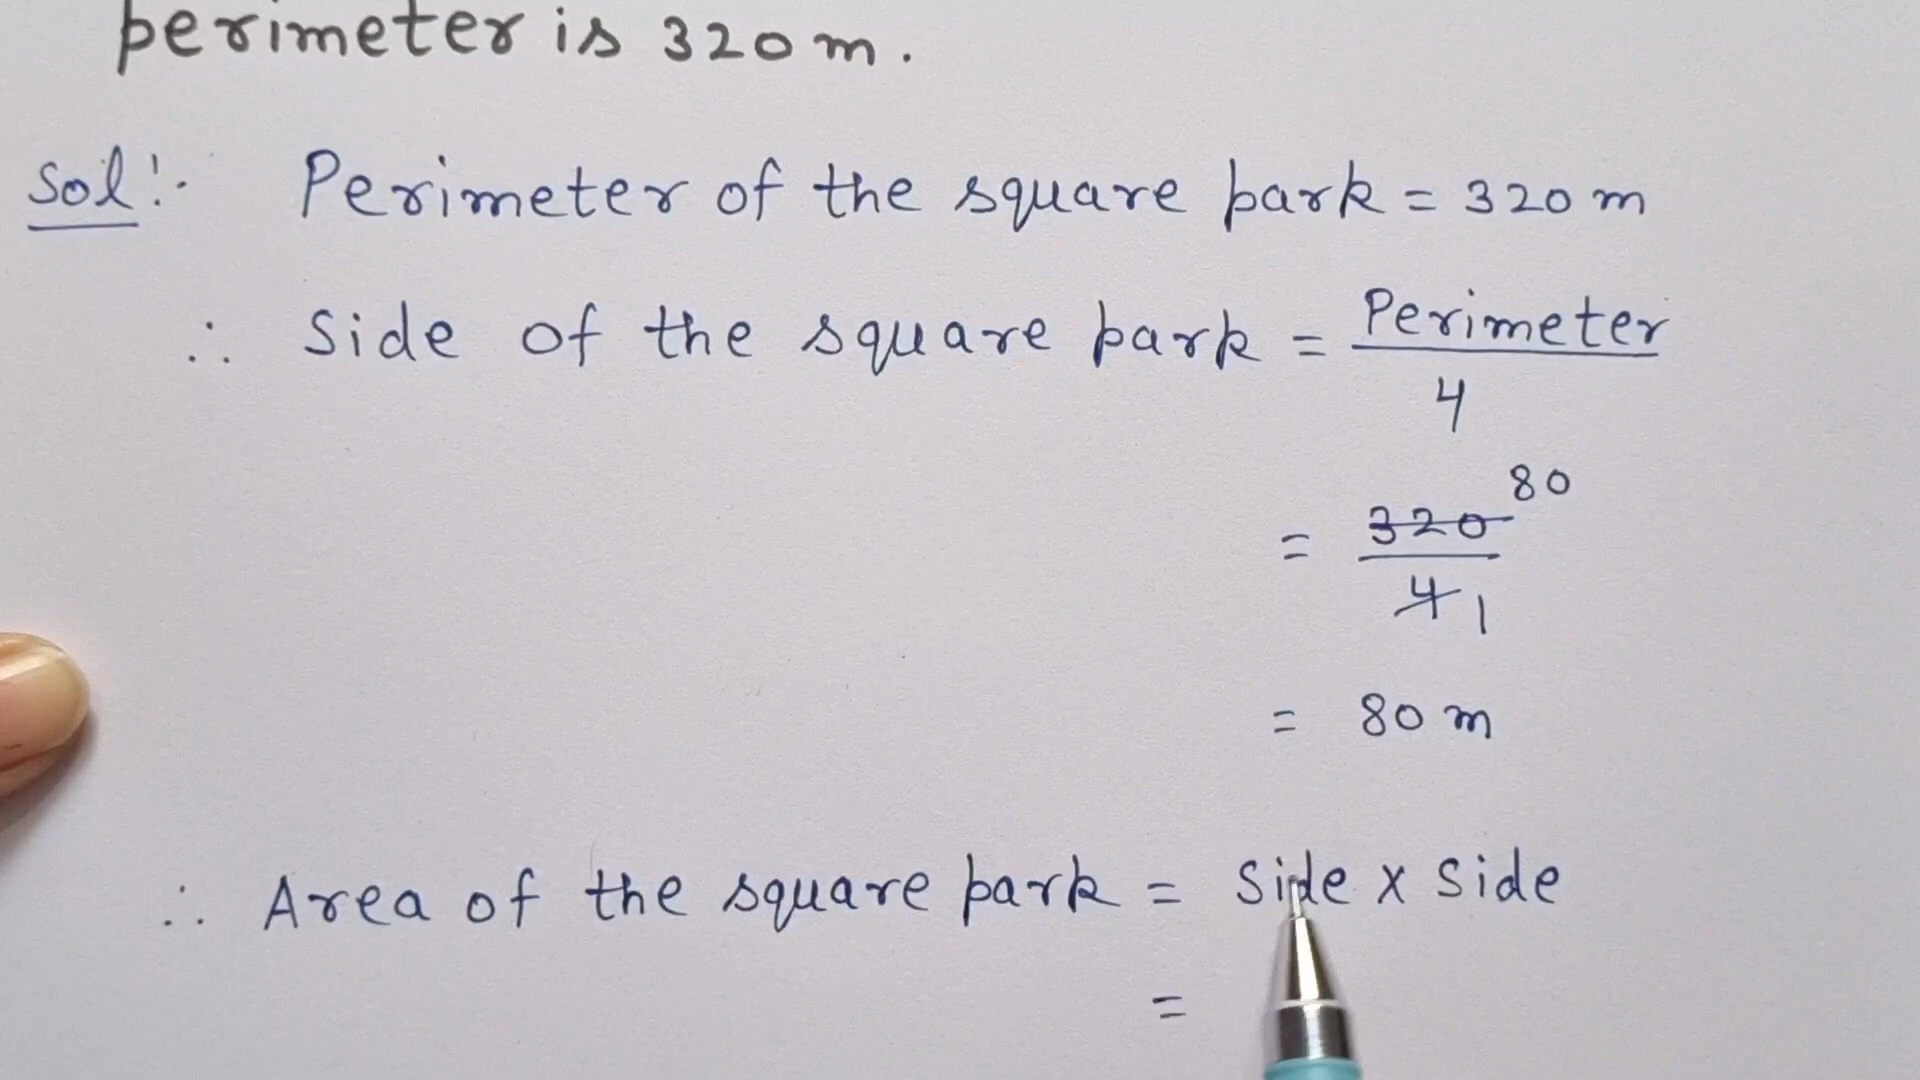 perimeter is 320 m.
Sol!:- Perimeter of the square park = 320 m
∴ Side of the square park = Perimeter
4
80
= 320
4 1
= 80 m
∴ Area of the square park = Side x Side
=